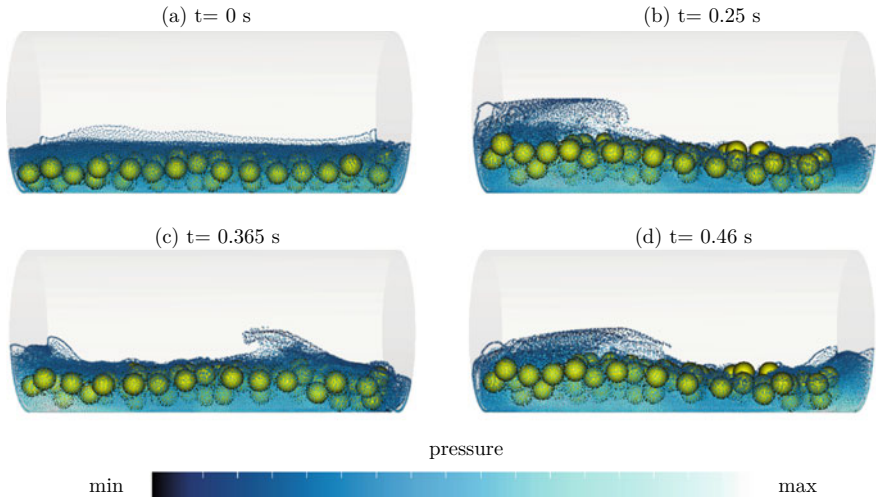 (a) t= 0 s
(b) t= 0.25 s
(c) t= 0.365 s
(d) t= 0.46 s
pressure
min
max